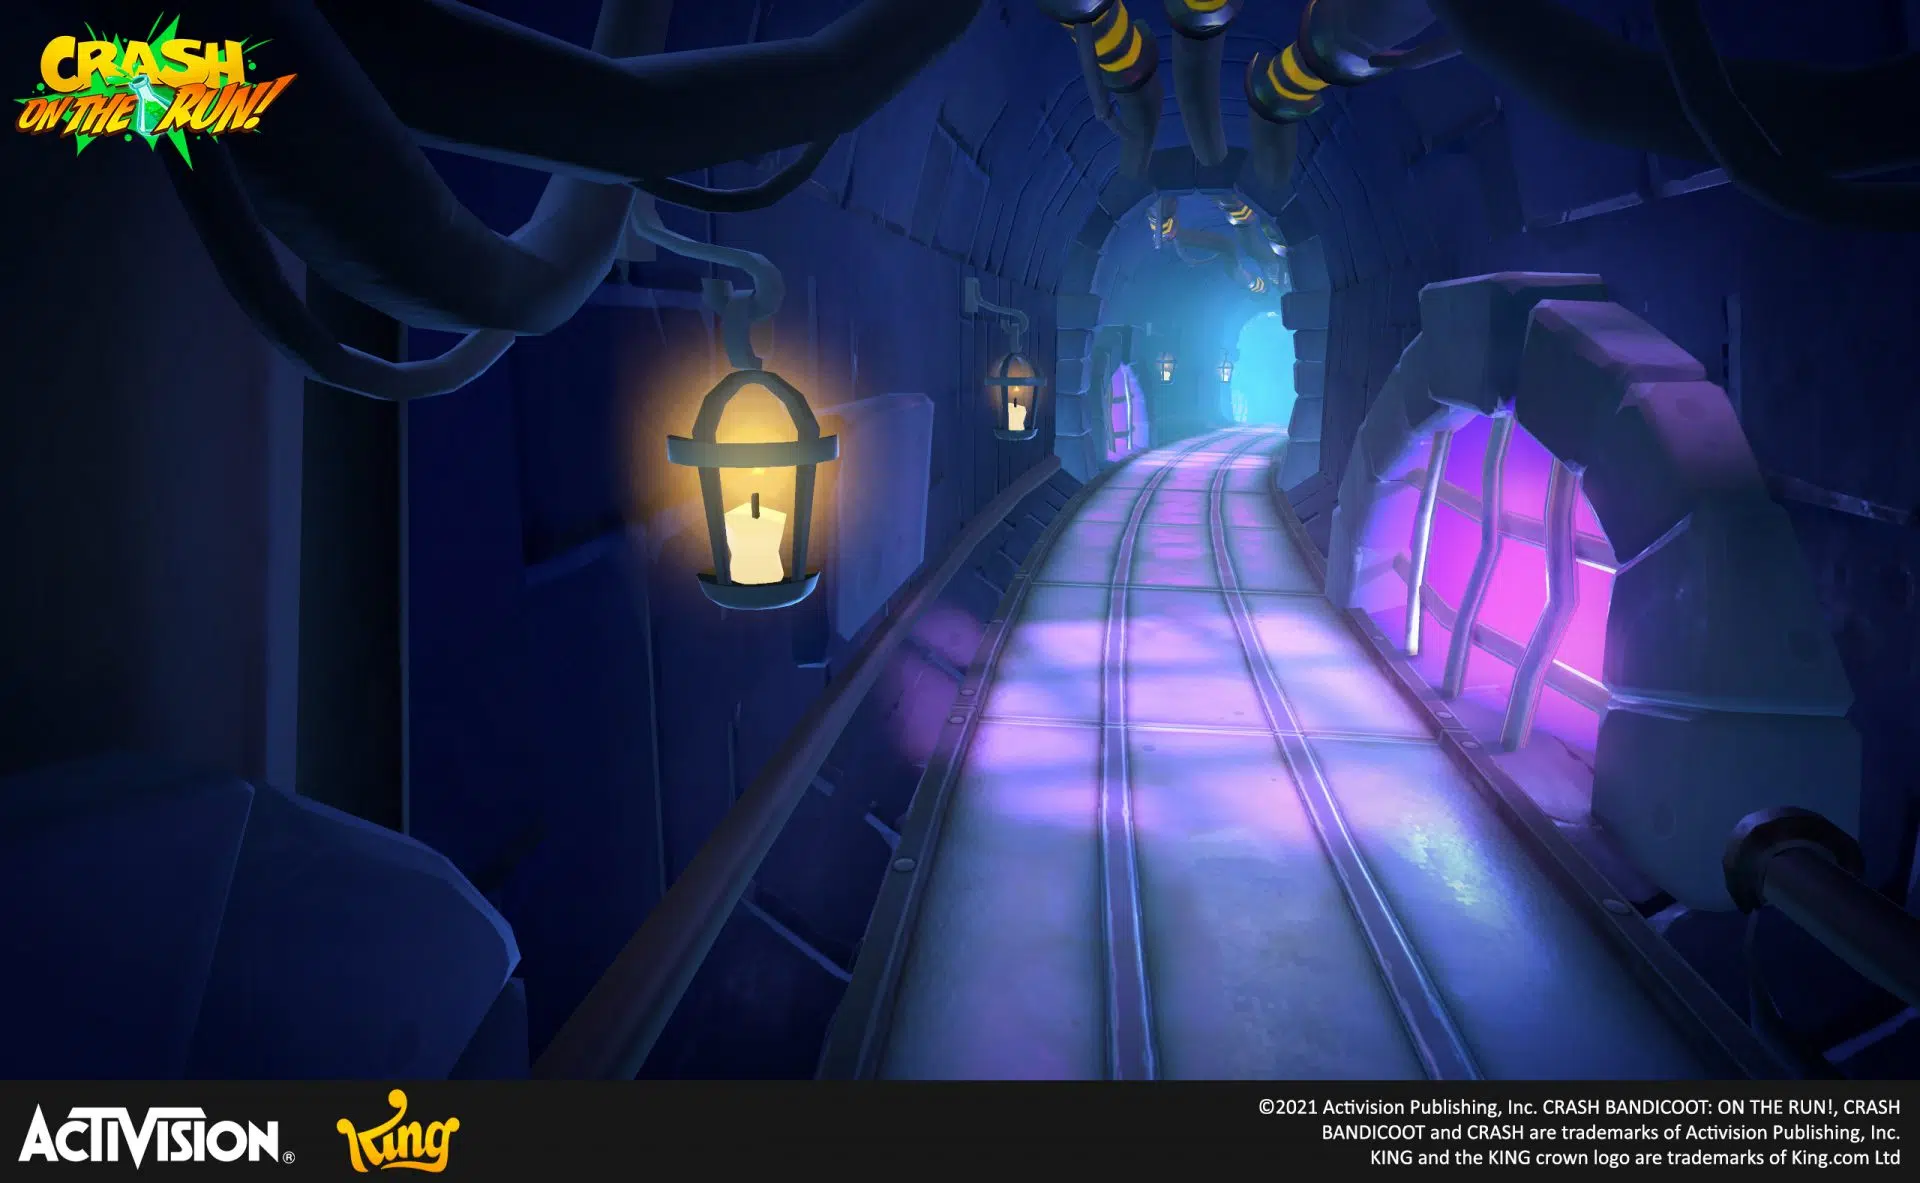 CRASH
ON THE RUN!
ACTIVISION®
King
©2021 Activision Publishing, Inc. CRASH BANDICOOT: ON THE RUN!, CRASH
BANDICOOT and CRASH are trademarks of Activision Publishing, Inc.
KING and the KING crown logo are trademarks of King.com Ltd